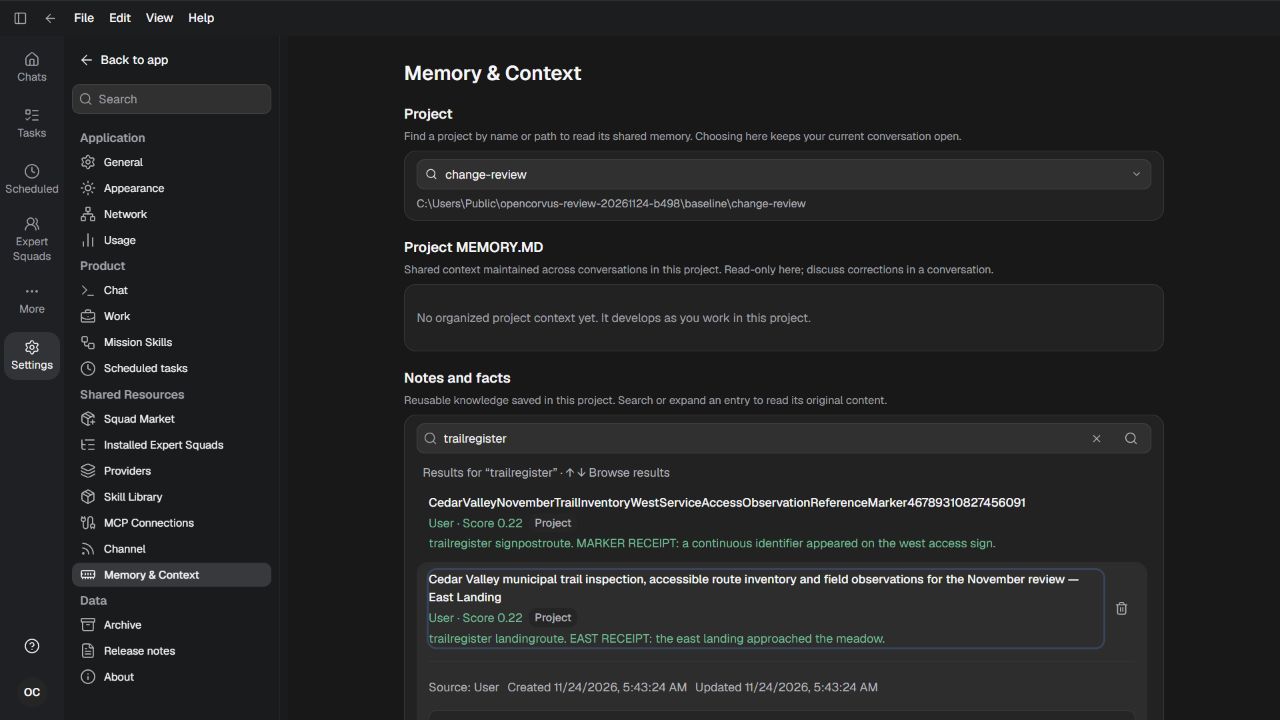 File Edit View Help
Chats
Tasks
Scheduled
Expert
Squads
More
Settings
OC
Back to app
Search
Application
General
Appearance
Network
Usage
Product
Chat
Work
Mission Skills
Scheduled tasks
Shared Resources
Squad Market
Installed Expert Squads
Providers
Skill Library
MCP Connections
Channel
Memory & Context
Data
Archive
Release notes
About
Memory & Context
Project
Find a project by name or path to read its shared memory. Choosing here keeps your current conversation open.
change-review
C:\Users\Public\opencorvus-review-20261124-b498\baseline\change-review
Project MEMORY.MD
Shared context maintained across conversations in this project. Read-only here; discuss corrections in a conversation.
No organized project context yet. It develops as you work in this project.
Notes and facts
Reusable knowledge saved in this project. Search or expand an entry to read its original content.
trailregister
Results for “trailregister” · ↑ ↓ Browse results
CedarValleyNovemberTrailInventoryWestServiceAccessObservationReferenceMarker46789310827456091
User · Score 0.22 Project
trailregister signpostroute. MARKER RECEIPT: a continuous identifier appeared on the west access sign.
Cedar Valley municipal trail inspection, accessible route inventory and field observations for the November review —
East Landing
User · Score 0.22 Project
trailregister landingroute. EAST RECEIPT: the east landing approached the meadow.
Source: User Created 11/24/2026, 5:43:24 AM Updated 11/24/2026, 5:43:24 AM